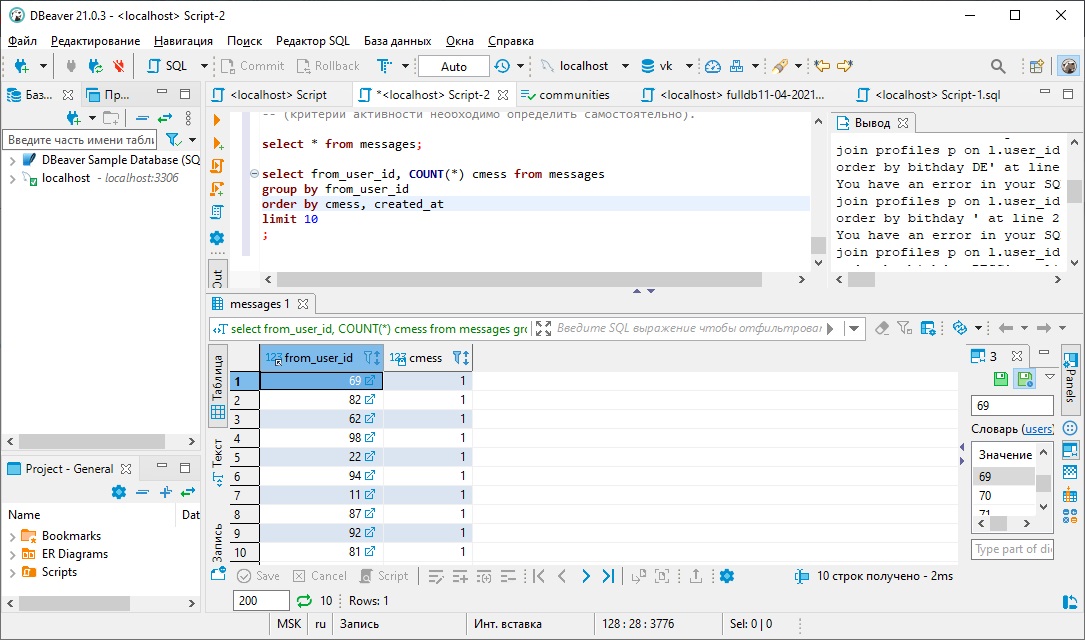 DBeaver 21.0.3 - <localhost> Script-2
Файл Редактирование Навигация Поиск Редактор SQL База данных Окна Справка
SQL Commit Rollback Auto localhost vk
Баз... Пр...
Введите часть имени табли
DBeaver Sample Database (SQ
localhost - localhost:3306
Project - General
Name Dat
Bookmarks
ER Diagrams
Scripts
<localhost> Script *<localhost> Script-2 communities <localhost> fulldb11-04-2021... <localhost> Script-1.sql
-- (критерии активности необходимо определить самостоятельно).
select * from messages;
select from_user_id, COUNT(*) cmess from messages
group by from_user_id
order by cmess, created_at
limit 10
;
Out
Вывод
join profiles p on l.user_id
order by bithday DE' at line
You have an error in your SQ
join profiles p on l.user_id
order by bithday ' at line 2
You have an error in your SQ
join profiles p on l.user_id
messages 1
select from_user_id, COUNT(*) cmess from messages gro
Введите SQL выражение чтобы отфильтрова
Таблица
Текст
Запись
123 from_user_id 123 cmess
1 69 1
2 82 1
3 62 1
4 98 1
5 22 1
6 94 1
7 11 1
8 87 1
9 92 1
10 81 1
3
69
Словарь (users)
Значение
69
70
71
Type part of di
Panels
Save Cancel Script 10 строк получено - 2ms
200 10 Rows: 1
MSK ru Запись Инт. вставка 128 : 28 : 3776 Sel: 0 | 0